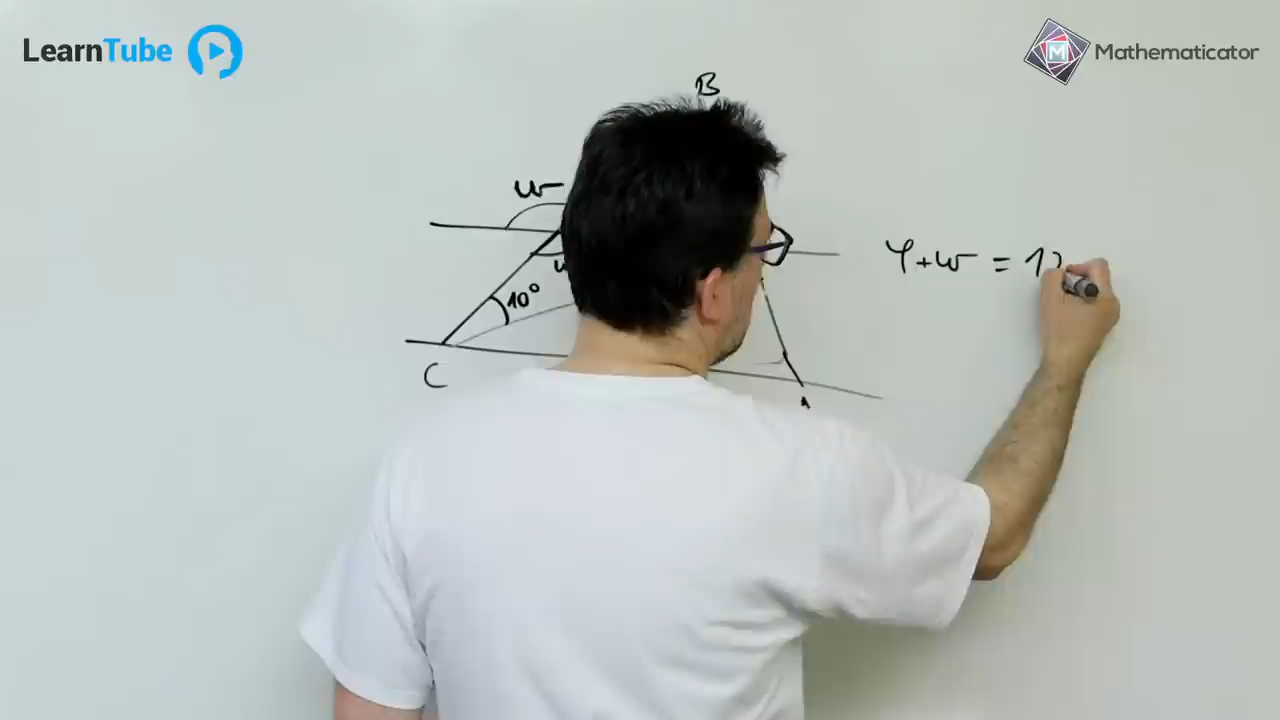 LearnTube
M Mathematicator
B
ω
10°
C
φ+ω = 1